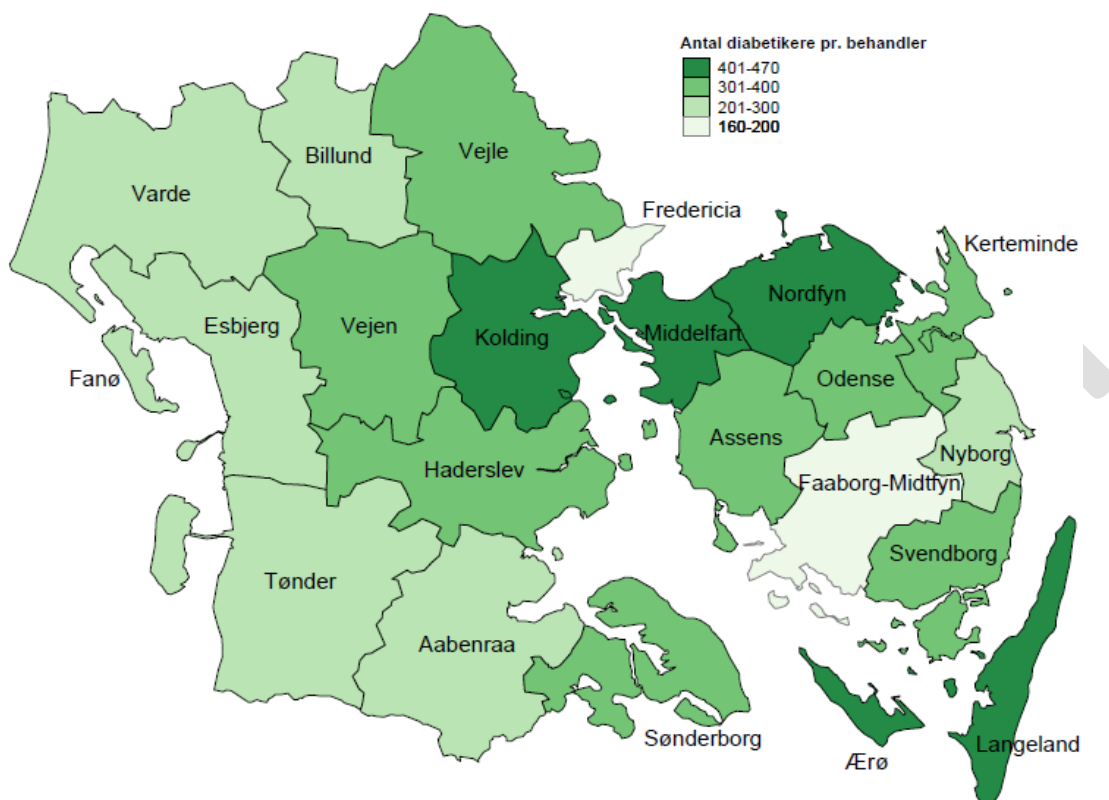 Antal diabetikere pr. behandler
401-470
301-400
201-300
160-200
Vejle
Billund
Varde
Fredericia
Kerteminde
Nordfyn
Esbjerg
Vejen
Kolding
Middelfart
Fanø
Odense
Assens
Nyborg
Haderslev
Faaborg-Midtfyn
Svendborg
Tønder
Aabenraa
Sønderborg
Langeland
Ærø